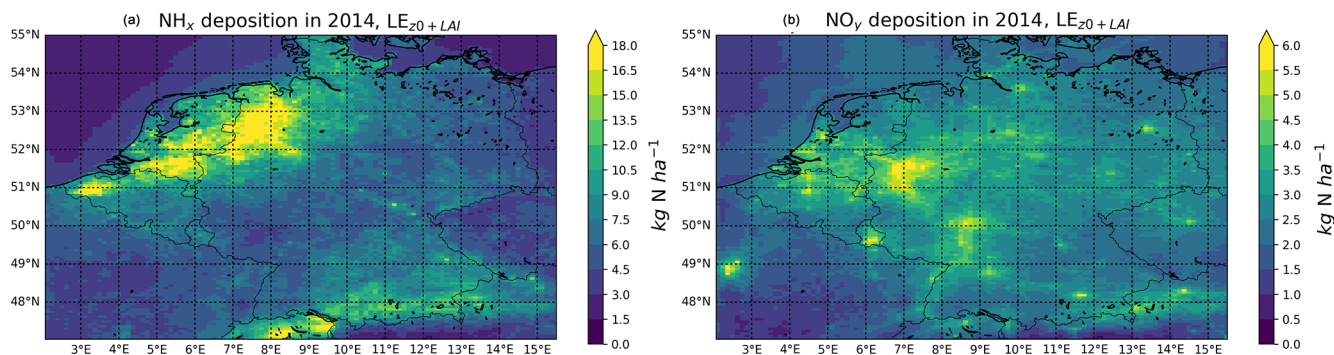 (a) NHₓ deposition in 2014, LE_z0+LAI
55°N
54°N
53°N
52°N
51°N
50°N
49°N
48°N
3°E 4°E 5°E 6°E 7°E 8°E 9°E 10°E 11°E 12°E 13°E 14°E 15°E
18.0
16.5
15.0
13.5
12.0
10.5
9.0
7.5
6.0
4.5
3.0
1.5
0.0
kg N ha⁻¹
(b) NO_y deposition in 2014, LE_z0+LAI
55°N
54°N
53°N
52°N
51°N
50°N
49°N
48°N
3°E 4°E 5°E 6°E 7°E 8°E 9°E 10°E 11°E 12°E 13°E 14°E 15°E
6.0
5.5
5.0
4.5
4.0
3.5
3.0
2.5
2.0
1.5
1.0
0.5
0.0
kg N ha⁻¹